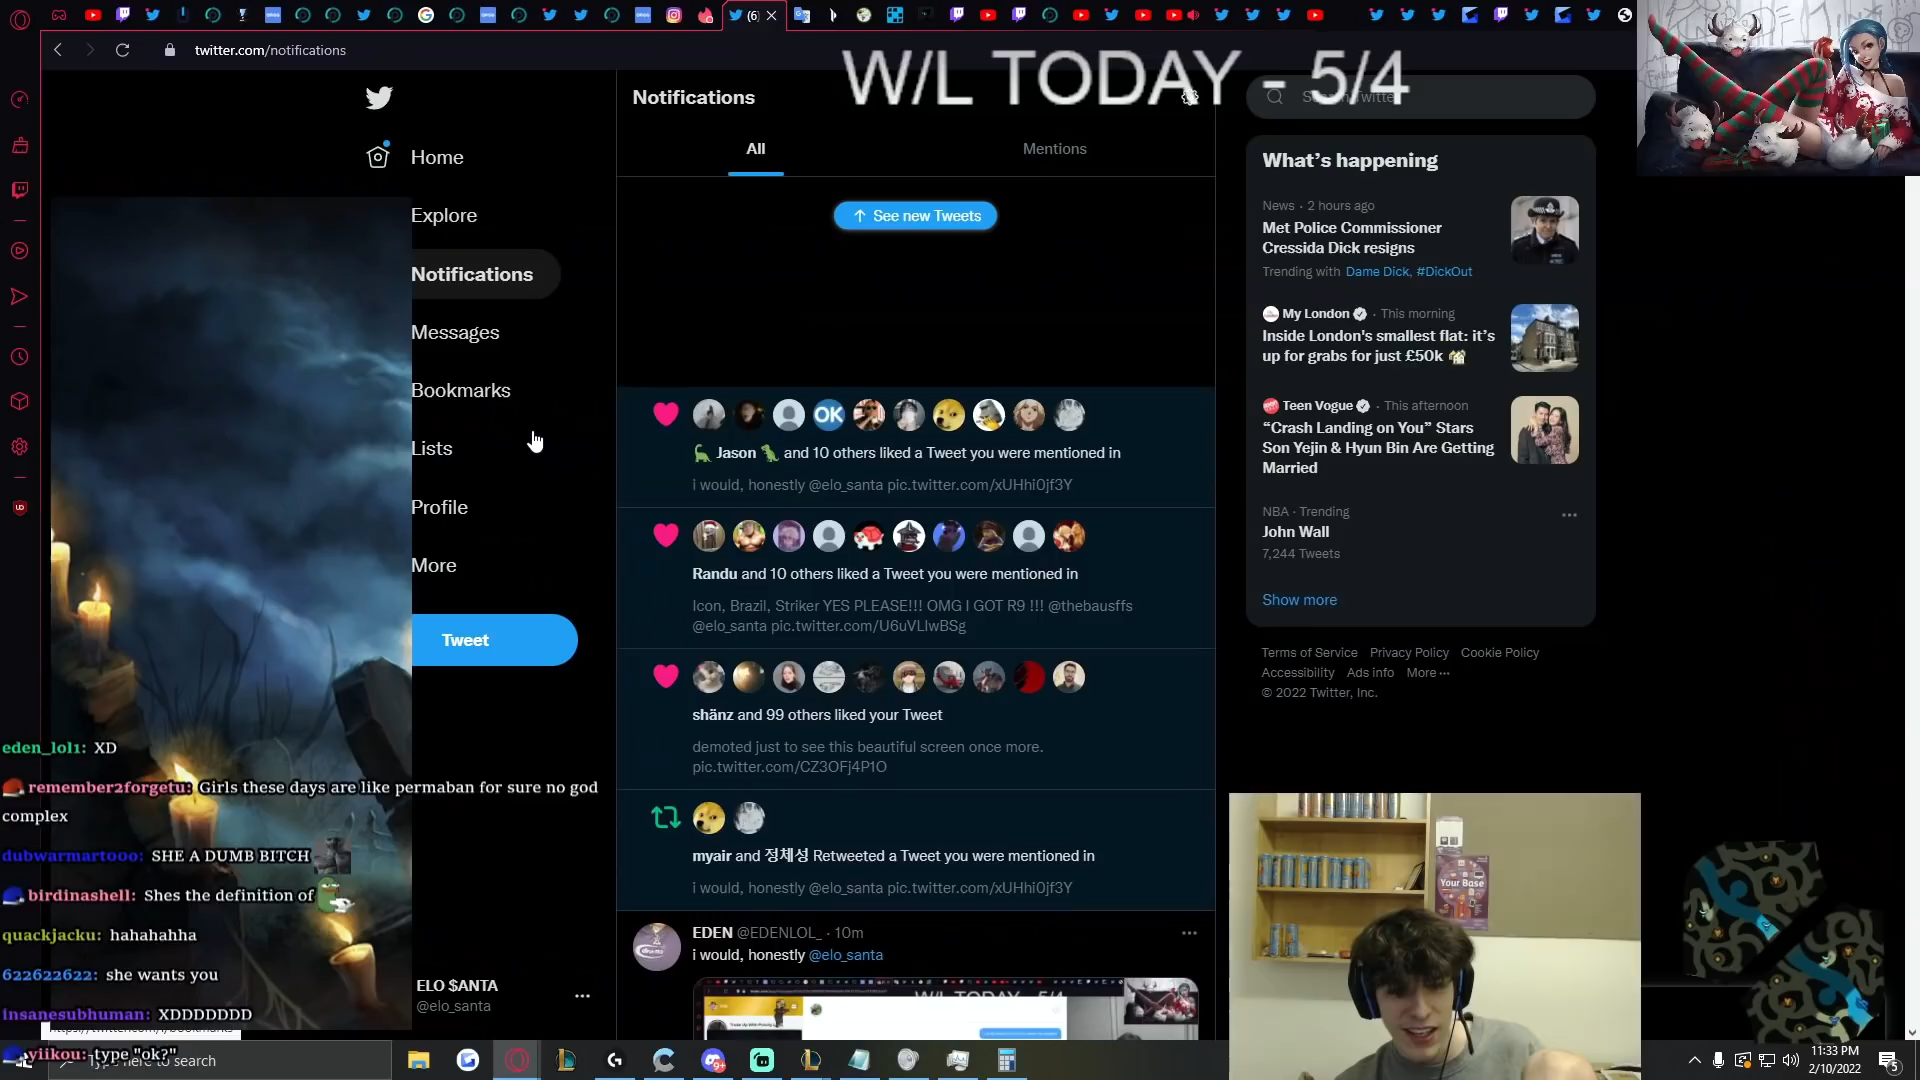 (6)
twitter.com/notifications
W/L TODAY - 5/4
Home
Explore
Notifications
Messages
Bookmarks
Lists
Profile
More
Tweet
ELO $ANTA
@elo_santa
Notifications
All
Mentions
See new Tweets
OK
Jason and 10 others liked a Tweet you were mentioned in
i would, honestly @elo_santa pic.twitter.com/xUHhi0jf3Y
Randu and 10 others liked a Tweet you were mentioned in
Icon, Brazil, Striker YES PLEASE!!! OMG I GOT R9 !!! @thebausffs
@elo_santa pic.twitter.com/U6uVLIwBSg
shänz and 99 others liked your Tweet
demoted just to see this beautiful screen once more.
pic.twitter.com/CZ3OFj4P1O
myair and 정체성 Retweeted a Tweet you were mentioned in
i would, honestly @elo_santa pic.twitter.com/xUHhi0jf3Y
EDEN @EDENLOL_ · 10m
i would, honestly @elo_santa
Search Twitter
What's happening
News · 2 hours ago
Met Police Commissioner
Cressida Dick resigns
Trending with Dame Dick, #DickOut
My London · This morning
Inside London's smallest flat: it's
up for grabs for just £50k
Teen Vogue · This afternoon
“Crash Landing on You” Stars
Son Yejin & Hyun Bin Are Getting
Married
NBA · Trending
John Wall
7,244 Tweets
Show more
Terms of Service Privacy Policy Cookie Policy
Accessibility Ads info More
© 2022 Twitter, Inc.
eden_lol1: XD
remember2forgetu: Girls these days are like permaban for sure no god
complex
dubwarmartooo: SHE A DUMB BITCH
birdinashell: Shes the definition of
quackjacku: hahahahha
622622622: she wants you
insanesubhuman: XDDDDDDD
yiikou: type "ok?"
Type here to search
Your Base
11:33 PM
2/10/2022
5